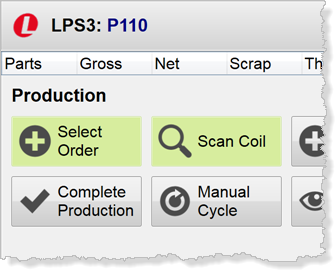 LPS3: P110
Parts Gross Net Scrap Th
Production
Select Order
Scan Coil
Complete Production
Manual Cycle